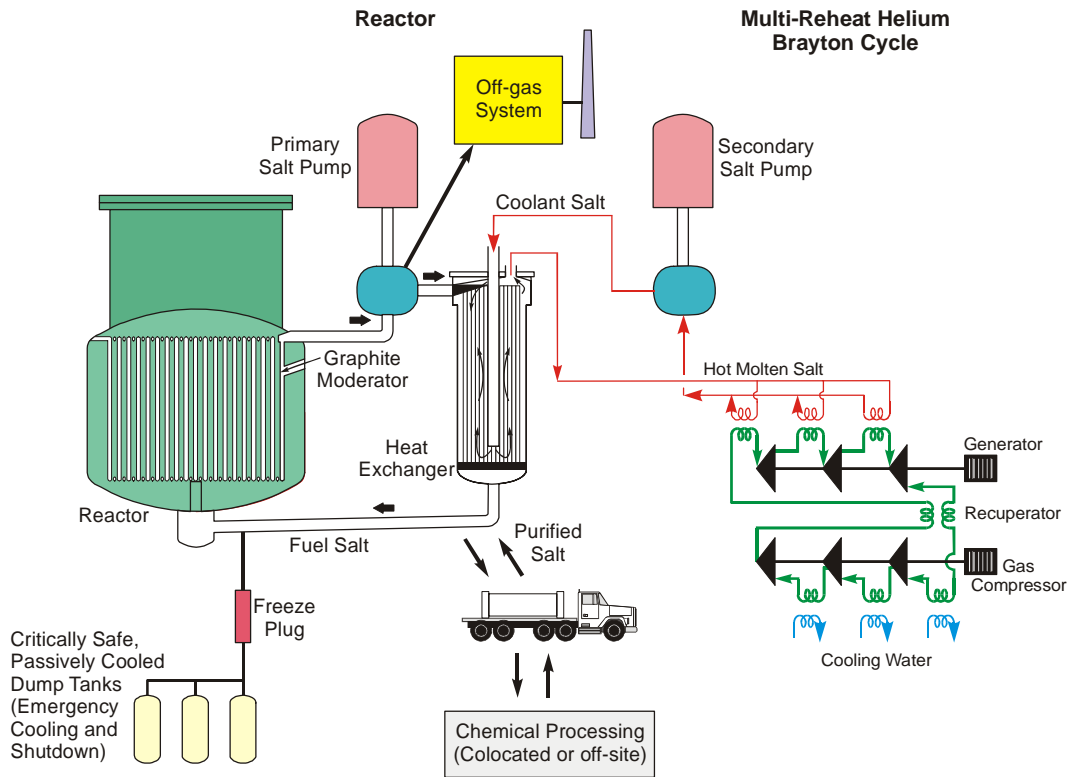 Reactor
Multi-Reheat Helium
Brayton Cycle
Off-gas
System
Primary
Salt Pump
Secondary
Salt Pump
Coolant Salt
Graphite
Moderator
Hot Molten Salt
Heat
Exchanger
Generator
Reactor
Recuperator
Fuel Salt
Purified
Salt
Gas
Compressor
Freeze
Plug
Cooling Water
Critically Safe,
Passively Cooled
Dump Tanks
(Emergency
Cooling and
Shutdown)
Chemical Processing
(Colocated or off-site)